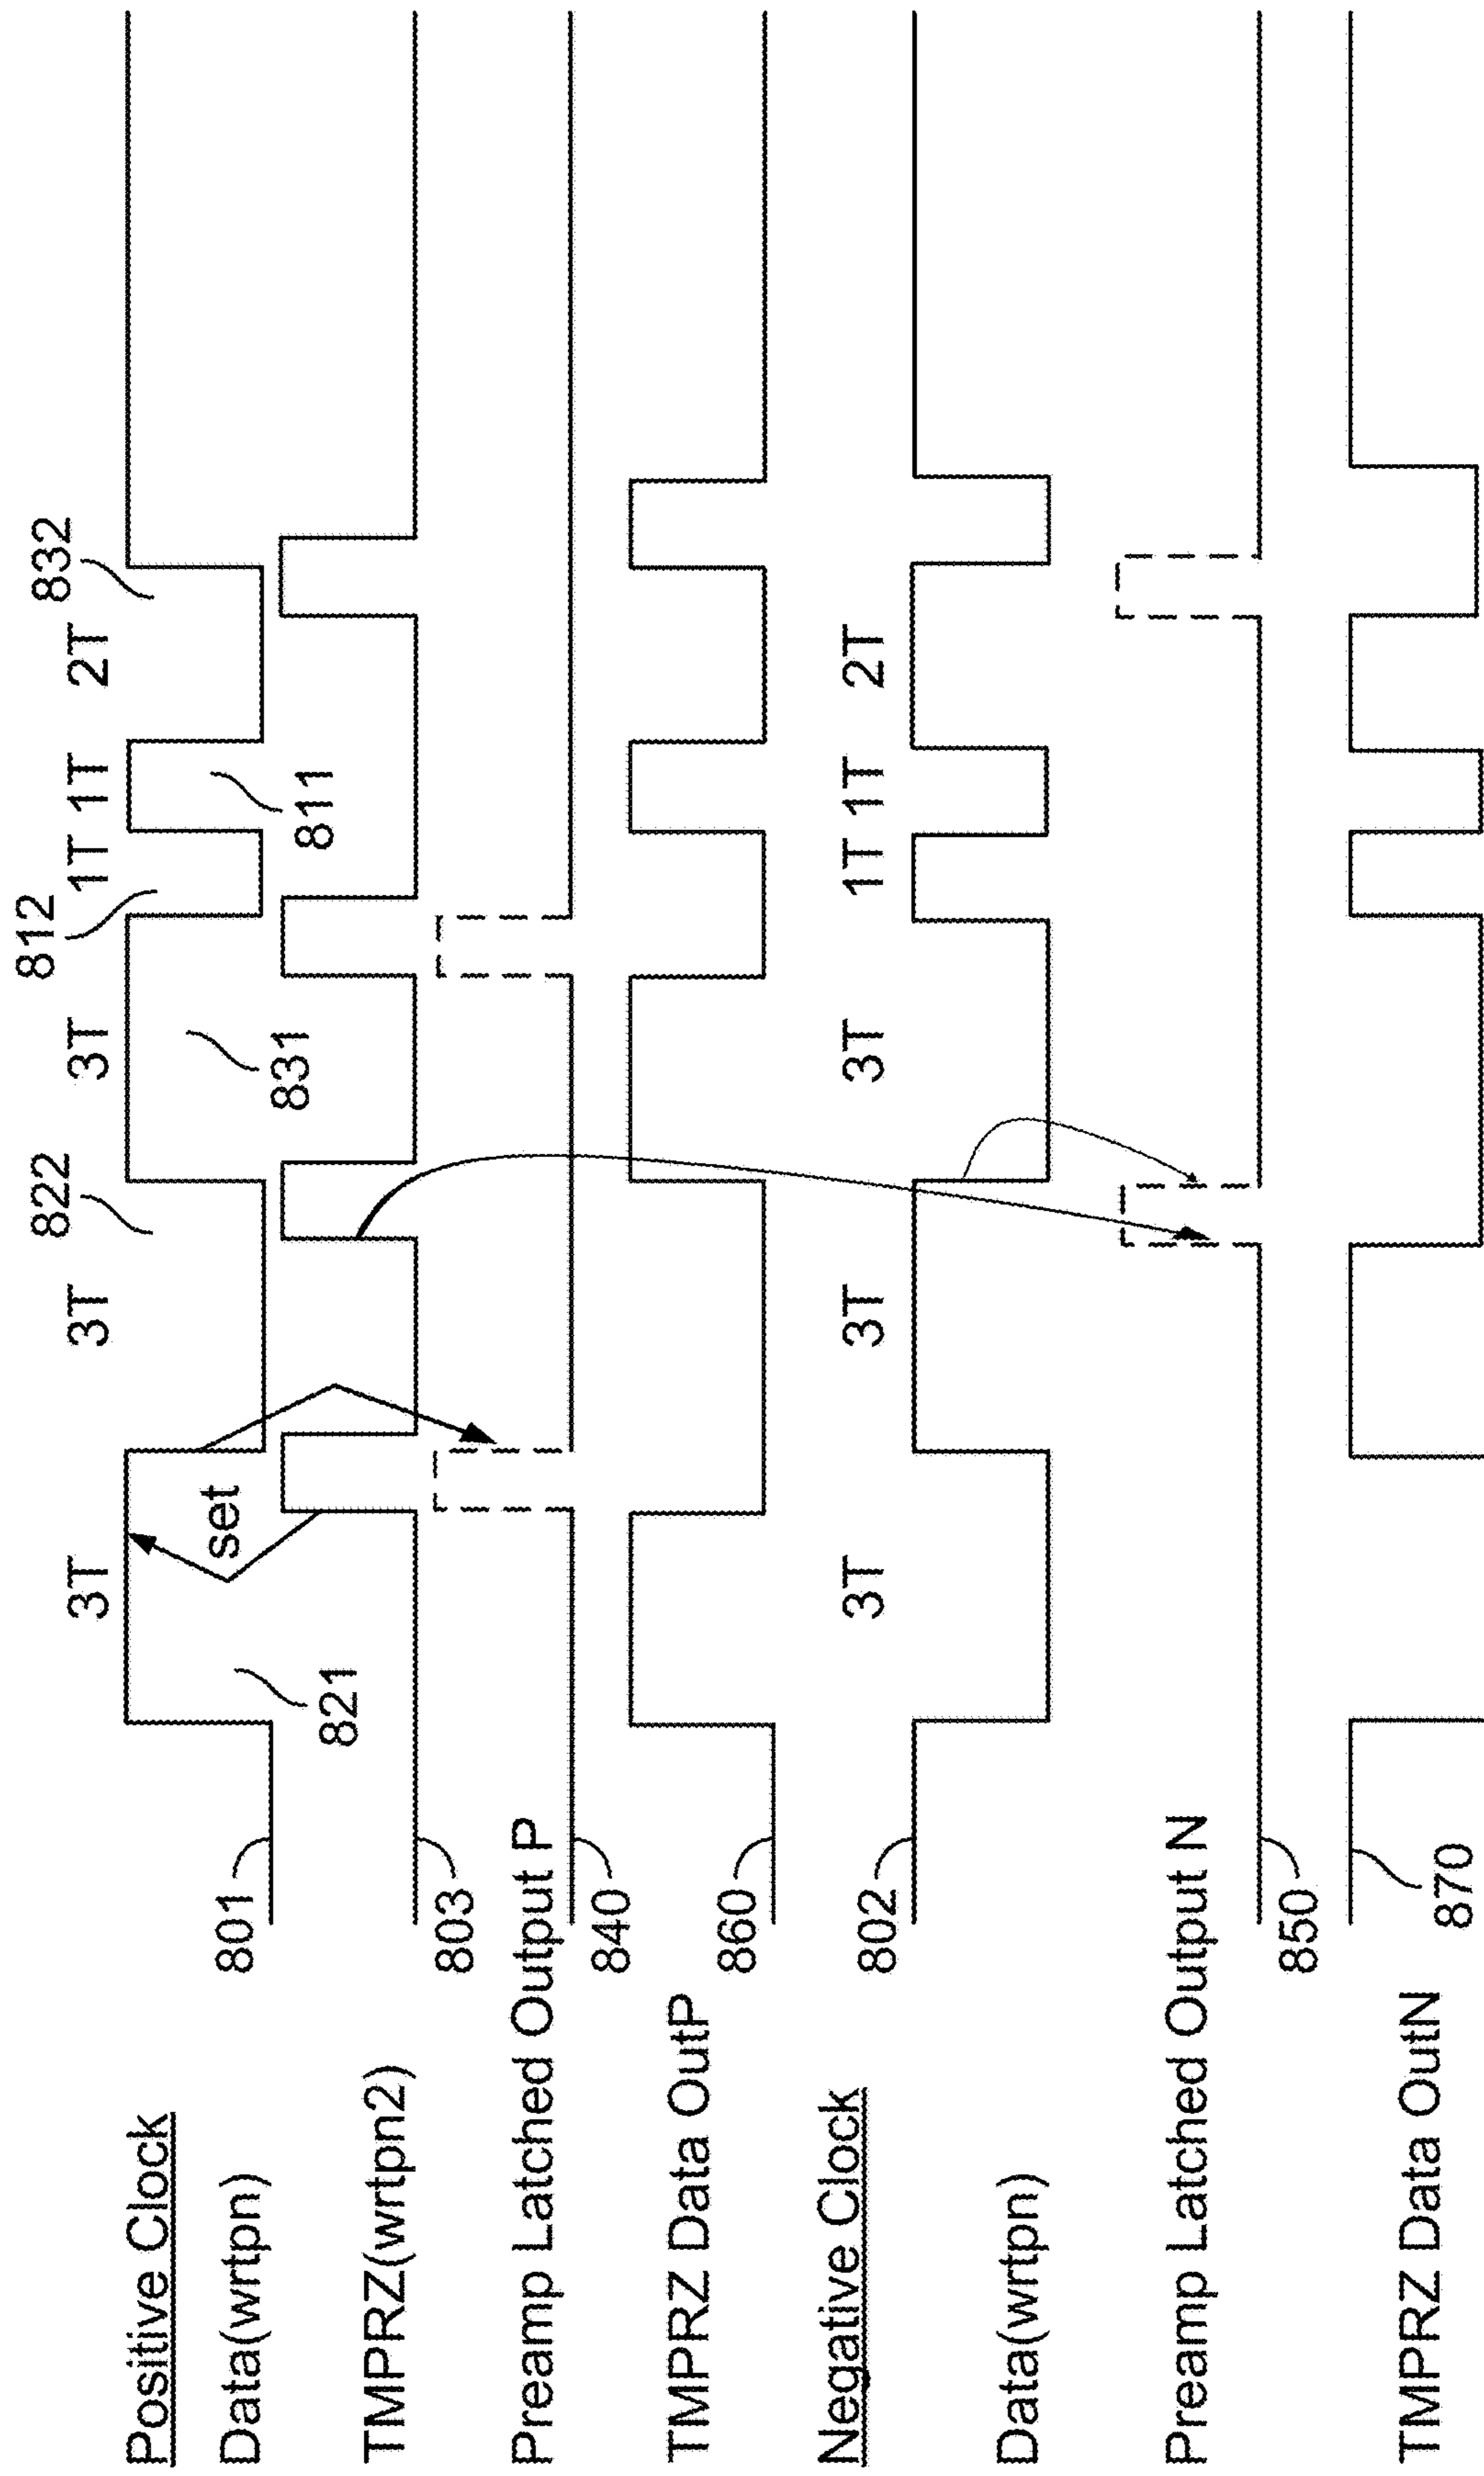 Positive Clock
3T 3T 3T 1T 1T 2T
822 812 832
Data(wrtpn)
801
set
821 831 811
TMPRZ(wrtpn2)
803
Preamp Latched Output P
840
TMPRZ Data OutP
860
Negative Clock
3T 3T 3T 1T 1T 2T
802
Data(wrtpn)
Preamp Latched Output N
850
TMPRZ Data OutN
870